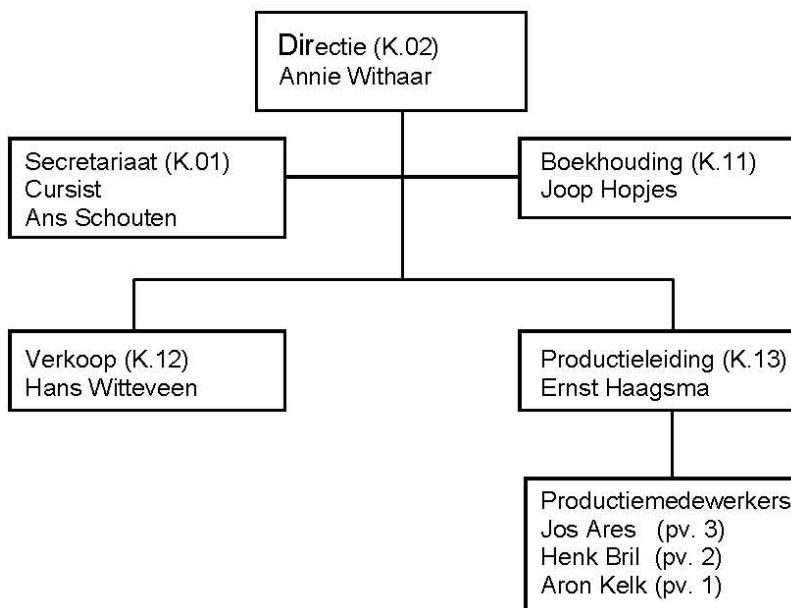 Directie (K.02)
Annie Withaar
Secretariaat (K.01)
Cursist
Ans Schouten
Boekhouding (K.11)
Joop Hopjes
Verkoop (K.12)
Hans Witteveen
Productieleiding (K.13)
Ernst Haagsma
Productiemedewerkers
Jos Ares (pv. 3)
Henk Bril (pv. 2)
Aron Kelk (pv. 1)